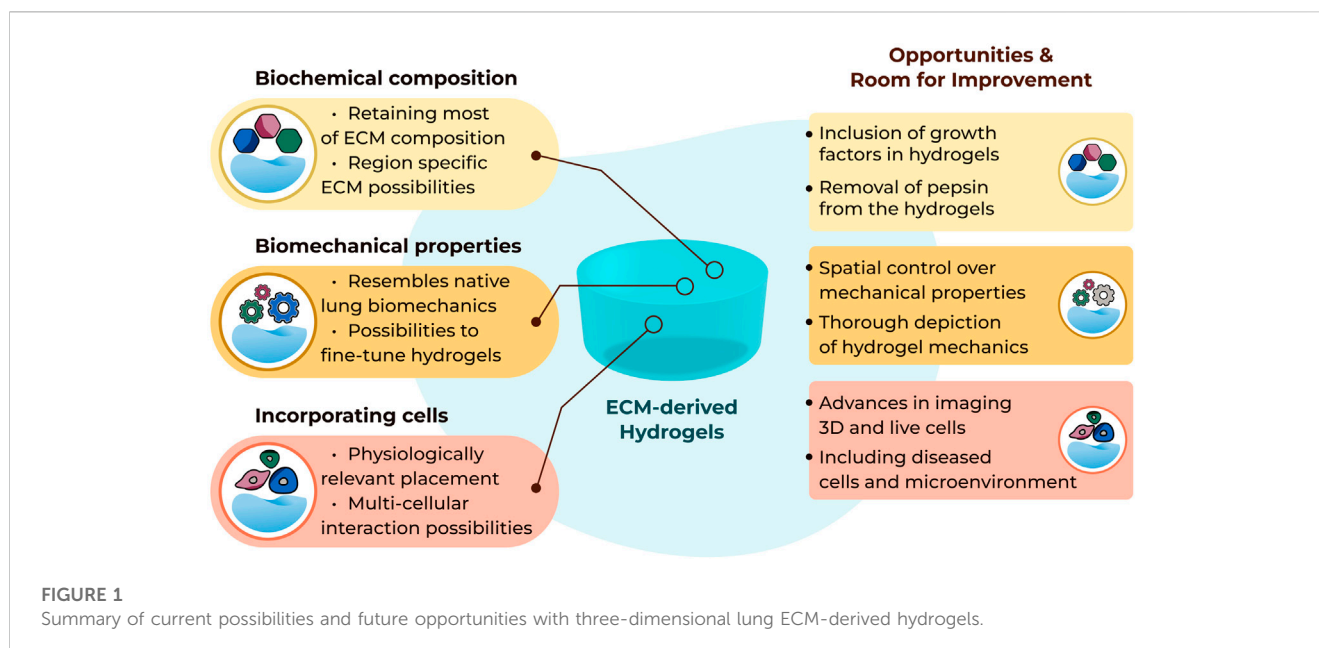 Biochemical composition
• Retaining most
of ECM composition
• Region specific
ECM possibilities
Biomechanical properties
• Resembles native
lung biomechanics
• Possibilities to
fine-tune hydrogels
Incorporating cells
• Physiologically
relevant placement
• Multi-cellular
interaction possibilities
ECM-derived
Hydrogels
Opportunities &
Room for Improvement
• Inclusion of growth
factors in hydrogels
• Removal of pepsin
from the hydrogels
• Spatial control over
mechanical properties
• Thorough depiction
of hydrogel mechanics
• Advances in imaging
3D and live cells
• Including diseased
cells and microenvironment
FIGURE 1
Summary of current possibilities and future opportunities with three-dimensional lung ECM-derived hydrogels.